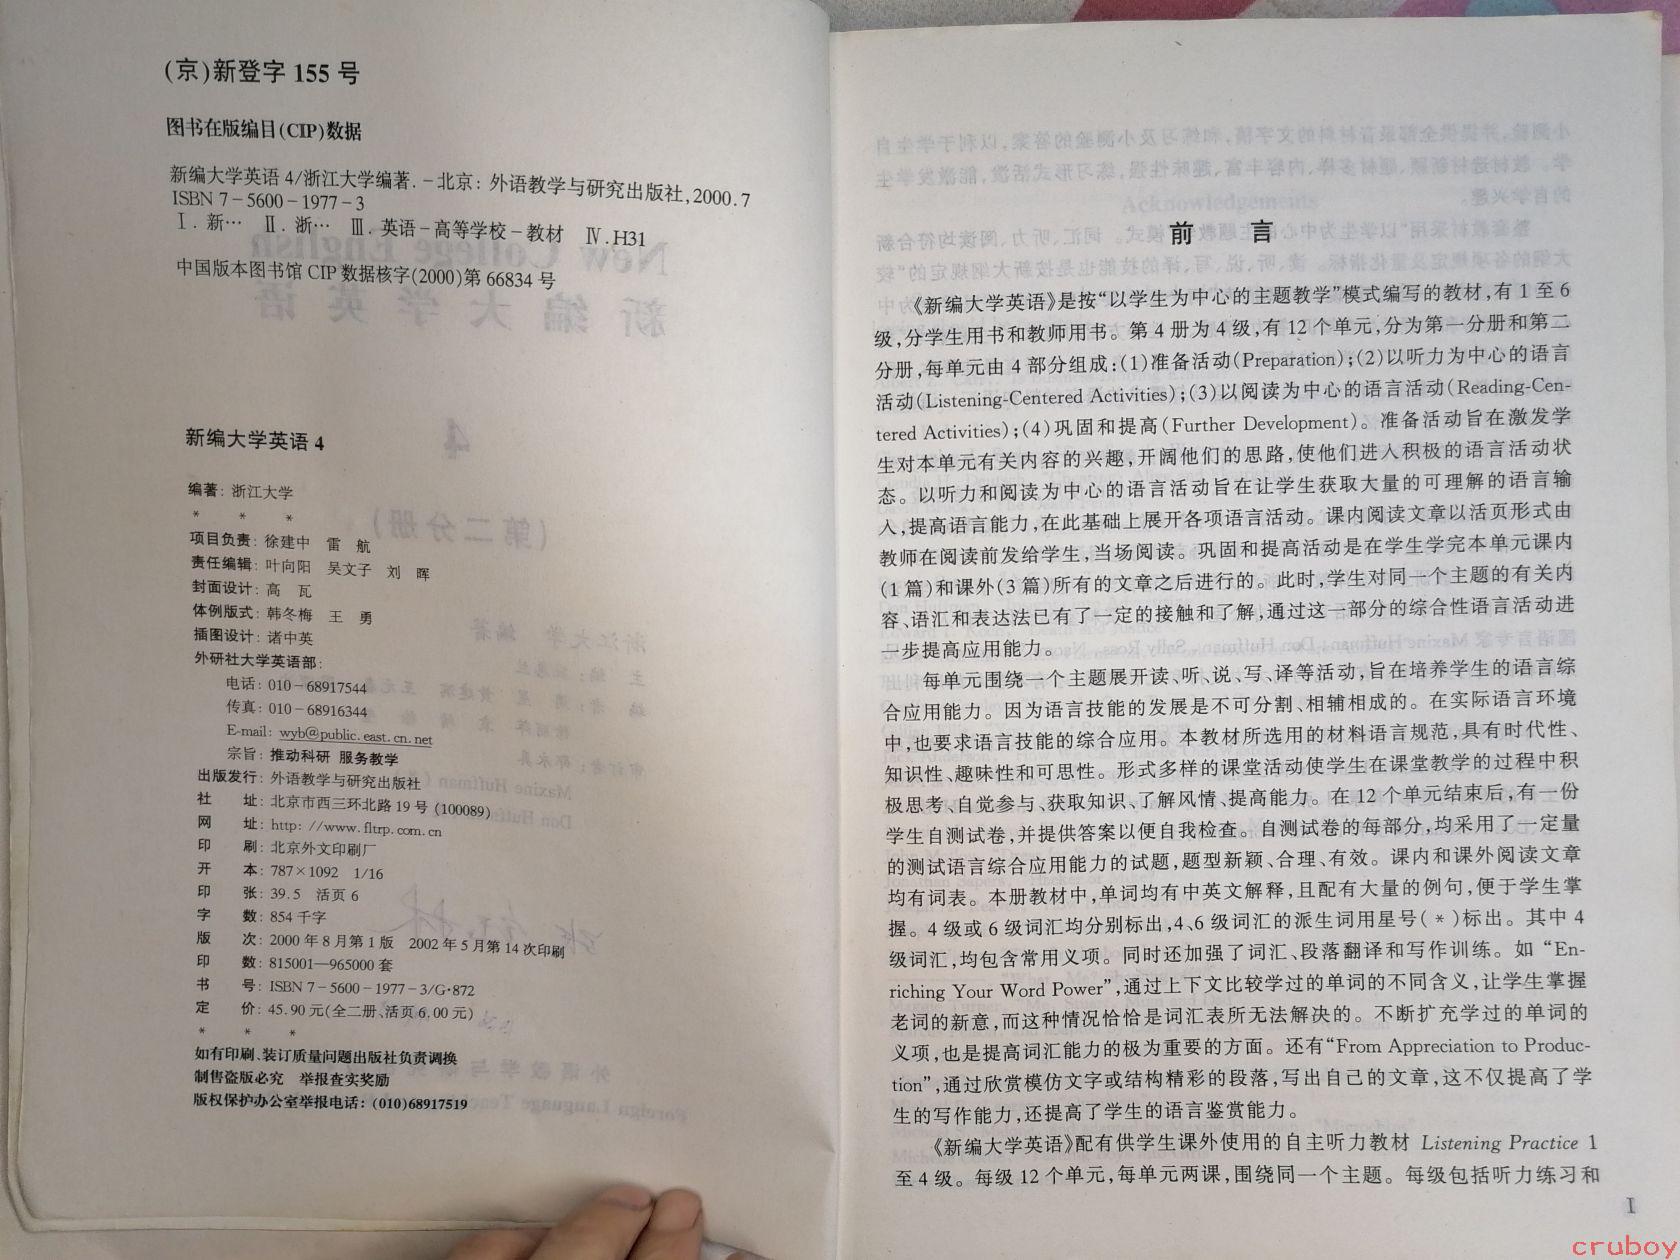 (京)新登字 155 号
图书在版编目(CIP)数据
新编大学英语 4/浙江大学编著.－北京：外语教学与研究出版社,2000.7
ISBN 7－5600－1977－3
Ⅰ. 新… Ⅱ. 浙… Ⅲ. 英语－高等学校－教材 Ⅳ. H31
中国版本图书馆 CIP 数据核字(2000)第 66834 号
新编大学英语 4
编著：浙江大学
* * *
项目负责：徐建中 雷 航
责任编辑：叶向阳 吴文子 刘 晖
封面设计：高 瓦
体例版式：韩冬梅 王 勇
插图设计：诸中英
外研社大学英语部：
电话：010－68917544
传真：010－68916344
E-mail: wyb@public.east.cn.net
宗旨：推动科研 服务教学
出版发行：外语教学与研究出版社
社 址：北京市西三环北路 19 号 (100089)
网 址：http: //www.fltrp.com.cn
印 刷：北京外文印刷厂
开 本：787×1092 1/16
印 张：39.5 活页 6
字 数：854 千字
版 次：2000 年 8 月第 1 版 2002 年 5 月第 14 次印刷
印 数：815001—965000 套
书 号：ISBN 7－5600－1977－3/G·872
定 价：45.90 元(全二册、活页 6.00 元)
* * *
如有印刷、装订质量问题出版社负责调换
制售盗版必究 举报查实奖励
版权保护办公室举报电话：(010)68917519
前 言
《新编大学英语》是按“以学生为中心的主题教学”模式编写的教材,有 1 至 6
级,分学生用书和教师用书。第 4 册为 4 级,有 12 个单元,分为第一分册和第二
分册,每单元由 4 部分组成:(1)准备活动(Preparation);(2)以听力为中心的语言
活动(Listening-Centered Activities);(3)以阅读为中心的语言活动(Reading-Cen-
tered Activities);(4)巩固和提高(Further Development)。准备活动旨在激发学
生对本单元有关内容的兴趣,开阔他们的思路,使他们进入积极的语言活动状
态。以听力和阅读为中心的语言活动旨在让学生获取大量的可理解的语言输
入,提高语言能力,在此基础上展开各项语言活动。课内阅读文章以活页形式由
教师在阅读前发给学生,当场阅读。巩固和提高活动是在学生学完本单元课内
(1 篇)和课外(3 篇)所有的文章之后进行的。此时,学生对同一个主题的有关内
容、语汇和表达法已有了一定的接触和了解,通过这一部分的综合性语言活动进
一步提高应用能力。
每单元围绕一个主题展开读、听、说、写、译等活动,旨在培养学生的语言综
合应用能力。因为语言技能的发展是不可分割、相辅相成的。在实际语言环境
中,也要求语言技能的综合应用。本教材所选用的材料语言规范,具有时代性、
知识性、趣味性和可思性。形式多样的课堂活动使学生在课堂教学的过程中积
极思考、自觉参与、获取知识、了解风情、提高能力。在 12 个单元结束后,有一份
学生自测试卷,并提供答案以便自我检查。自测试卷的每部分,均采用了一定量
的测试语言综合应用能力的试题,题型新颖、合理、有效。课内和课外阅读文章
均有词表。本册教材中,单词均有中英文解释,且配有大量的例句,便于学生掌
握。4 级或 6 级词汇均分别标出,4、6 级词汇的派生词用星号(＊)标出。其中 4
级词汇,均包含常用义项。同时还加强了词汇、段落翻译和写作训练。如 “En-
riching Your Word Power”,通过上下文比较学过的单词的不同含义,让学生掌握
老词的新意,而这种情况恰恰是词汇表所无法解决的。不断扩充学过的单词的
义项,也是提高词汇能力的极为重要的方面。还有“From Appreciation to Produc-
tion”,通过欣赏模仿文字或结构精彩的段落,写出自己的文章,这不仅提高了学
生的写作能力,还提高了学生的语言鉴赏能力。
《新编大学英语》配有供学生课外使用的自主听力教材 Listening Practice 1
至 4 级。每级 12 个单元,每单元两课,围绕同一个主题。每级包括听力练习和
I
cruboy